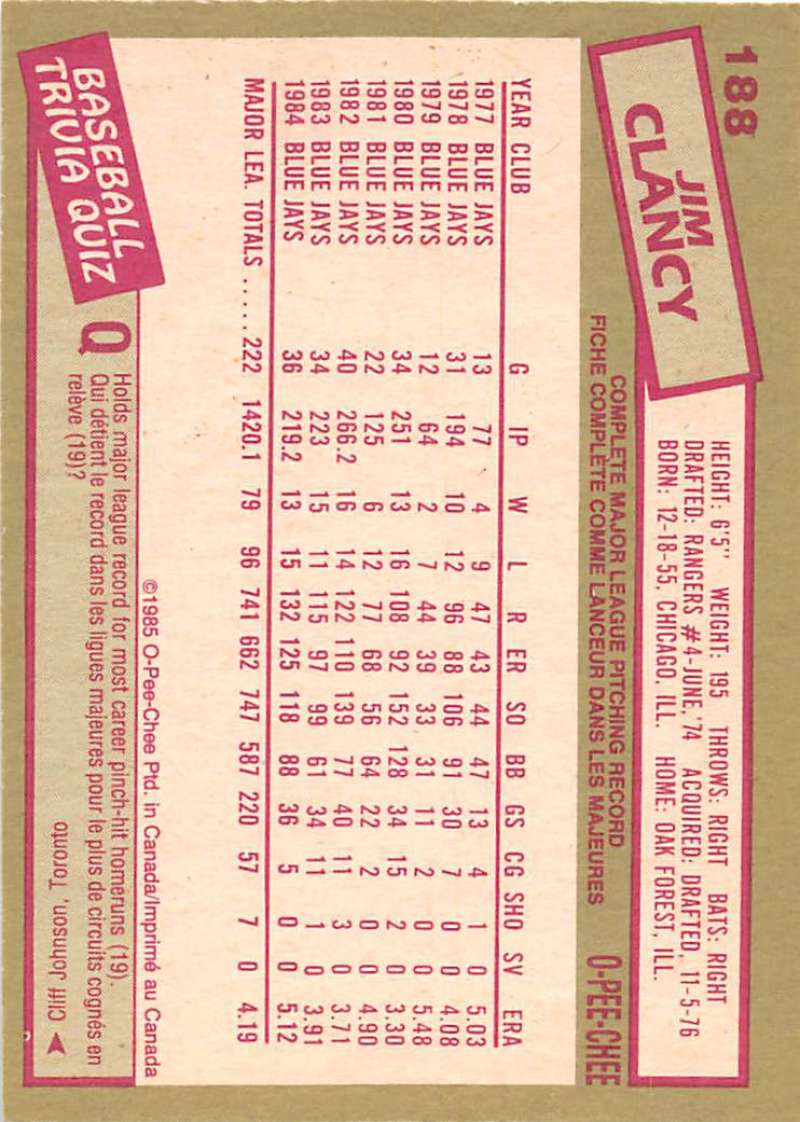 188
JIM
CLANCY
HEIGHT: 6'5" WEIGHT: 195 THROWS: RIGHT BATS: RIGHT
DRAFTED: RANGERS #4-JUNE, '74 ACQUIRED: DRAFTED, 11-5-76
BORN: 12-18-55, CHICAGO, ILL. HOME: OAK FOREST, ILL.
COMPLETE MAJOR LEAGUE PITCHING RECORD
FICHE COMPLÈTE COMME LANCEUR DANS LES MAJEURES
O-PEE-CHEE
YEAR CLUB G IP W L R ER SO BB GS CG SHO SV ERA
1977 BLUE JAYS 13 77 4 9 47 43 44 47 13 4 1 0 5.03
1978 BLUE JAYS 31 194 10 12 96 88 106 91 30 7 0 0 4.08
1979 BLUE JAYS 12 64 2 7 44 39 33 31 11 2 0 0 5.48
1980 BLUE JAYS 34 251 13 16 108 92 152 128 34 15 2 0 3.30
1981 BLUE JAYS 22 125 6 12 77 68 56 64 22 2 0 0 4.90
1982 BLUE JAYS 40 266.2 16 14 122 110 139 77 40 11 3 0 3.71
1983 BLUE JAYS 34 223 15 11 115 97 99 61 34 11 1 0 3.91
1984 BLUE JAYS 36 219.2 13 15 132 125 118 88 36 5 0 0 5.12
MAJOR LEA. TOTALS ..... 222 1420.1 79 96 741 662 747 587 220 57 7 0 4.19
©1985 O-Pee-Chee Ptd. in Canada/Imprimé au Canada
BASEBALL
TRIVIA QUIZ
Q
Holds major league record for most career pinch-hit homeruns (19).
Qui détient le record dans les ligues majeures pour le plus de circuits cognés en
relève (19)?
Cliff Johnson, Toronto